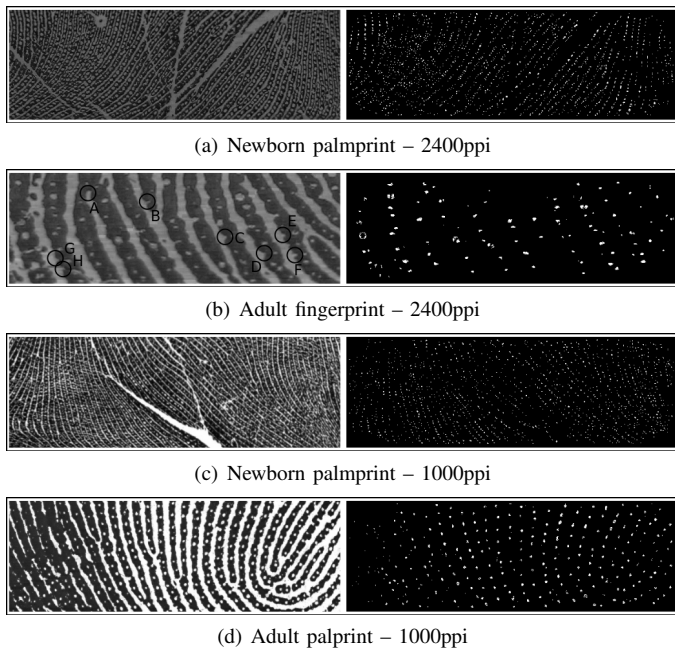 (a) Newborn palmprint – 2400ppi
A
B
E
C
G
D
F
H
(b) Adult fingerprint – 2400ppi
(c) Newborn palmprint – 1000ppi
(d) Adult palprint – 1000ppi